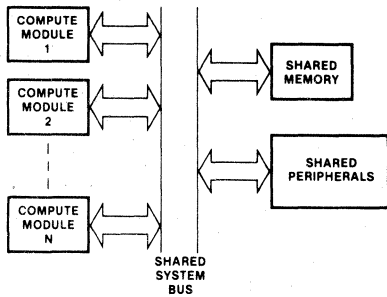 COMPUTE
MODULE
1
COMPUTE
MODULE
2
COMPUTE
MODULE
N
SHARED
SYSTEM
BUS
SHARED
MEMORY
SHARED
PERIPHERALS